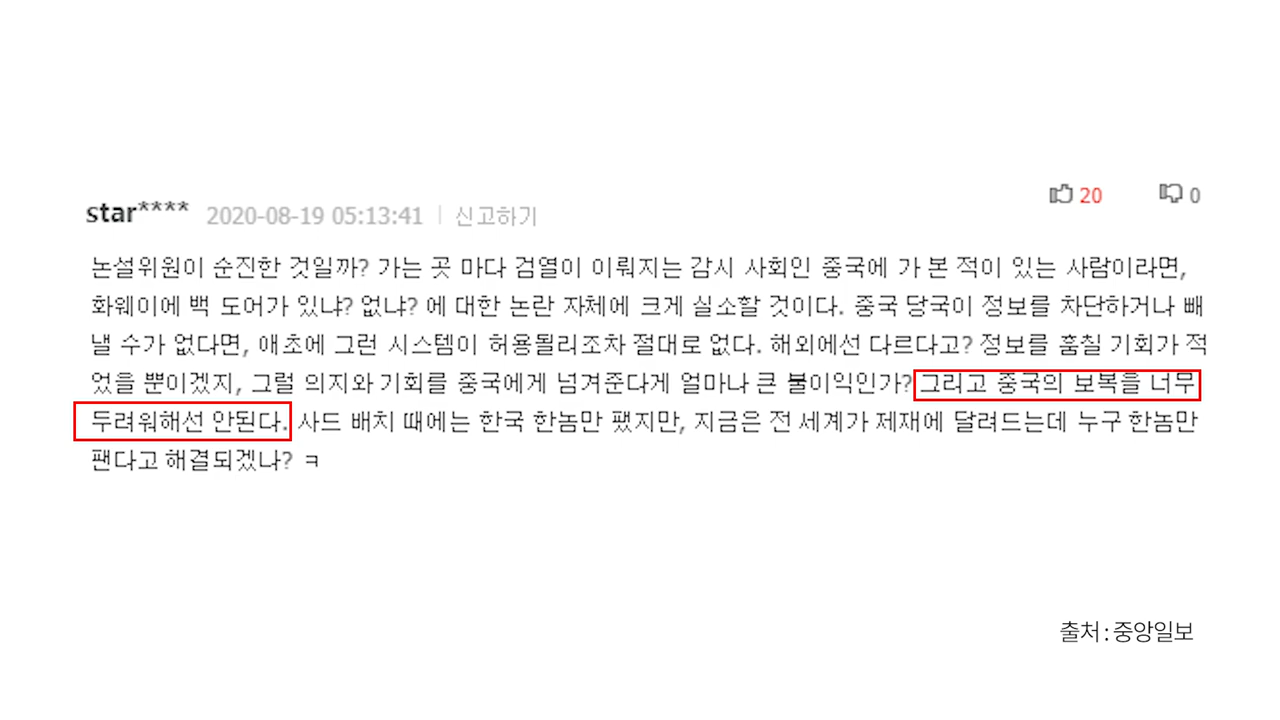 star**** 2020-08-19 05:13:41 | 신고하기 20 0
논설위원이 순진한 것일까? 가는 곳 마다 검열이 이뤄지는 감시 사회인 중국에 가 본 적이 있는 사람이라면,
화웨이에 백 도어가 있냐? 없냐? 에 대한 논란 자체에 크게 실소할 것이다. 중국 당국이 정보를 차단하거나 빼
낼 수가 없다면, 애초에 그런 시스템이 허용될리조차 절대로 없다. 해외에선 다르다고? 정보를 훔칠 기회가 적
었을 뿐이겠지, 그럴 의지와 기회를 중국에게 넘겨준다게 얼마나 큰 불이익인가? 그리고 중국의 보복을 너무
두려워해선 안된다. 사드 배치 때에는 한국 한놈만 팼지만, 지금은 전 세계가 제재에 달려드는데 누구 한놈만
팬다고 해결되겠나? ㅋ
출처 : 중앙일보